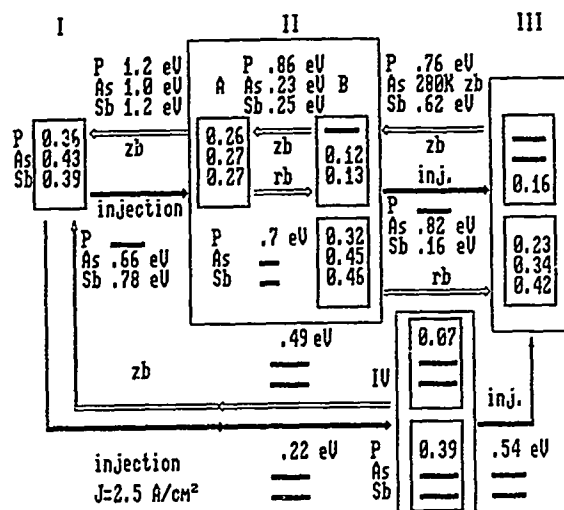 I II III
P 1.2 eV
As 1.0 eV
Sb 1.2 eV
P .86 eV
A As .23 eV B
Sb .25 eV
P .76 eV
As 280K zb
Sb .62 eV
zb
zb
zb
P 0.36
As 0.43
Sb 0.39
0.26
0.27
0.27
—
0.12
0.13
—
—
0.16
rb
injection
inj.
P —
As .66 eV
Sb .78 eV
P .7 eV
As —
Sb —
0.32
0.45
0.46
P —
As .82 eV
Sb .16 eV
0.23
0.34
0.42
rb
.49 eV
—
—
zb
IV
0.07
—
—
inj.
injection
J=2.5 A/cm²
.22 eV
—
—
P 0.39
As —
Sb —
.54 eV
—
—